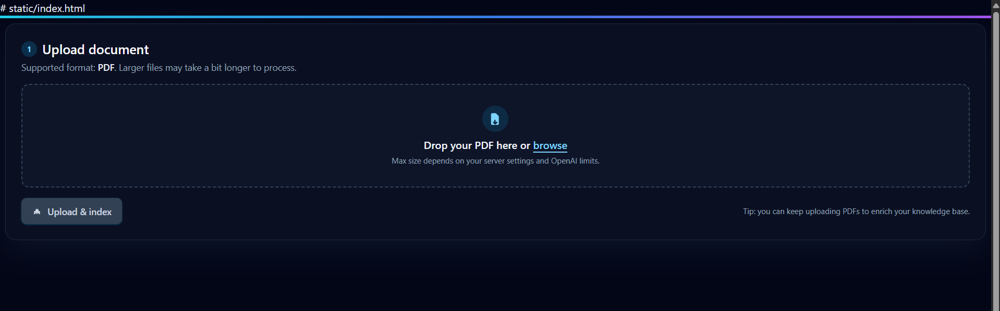 # static/index.html
1 Upload document
Supported format: PDF. Larger files may take a bit longer to process.
Drop your PDF here or browse
Max size depends on your server settings and OpenAI limits.
Upload & index
Tip: you can keep uploading PDFs to enrich your knowledge base.